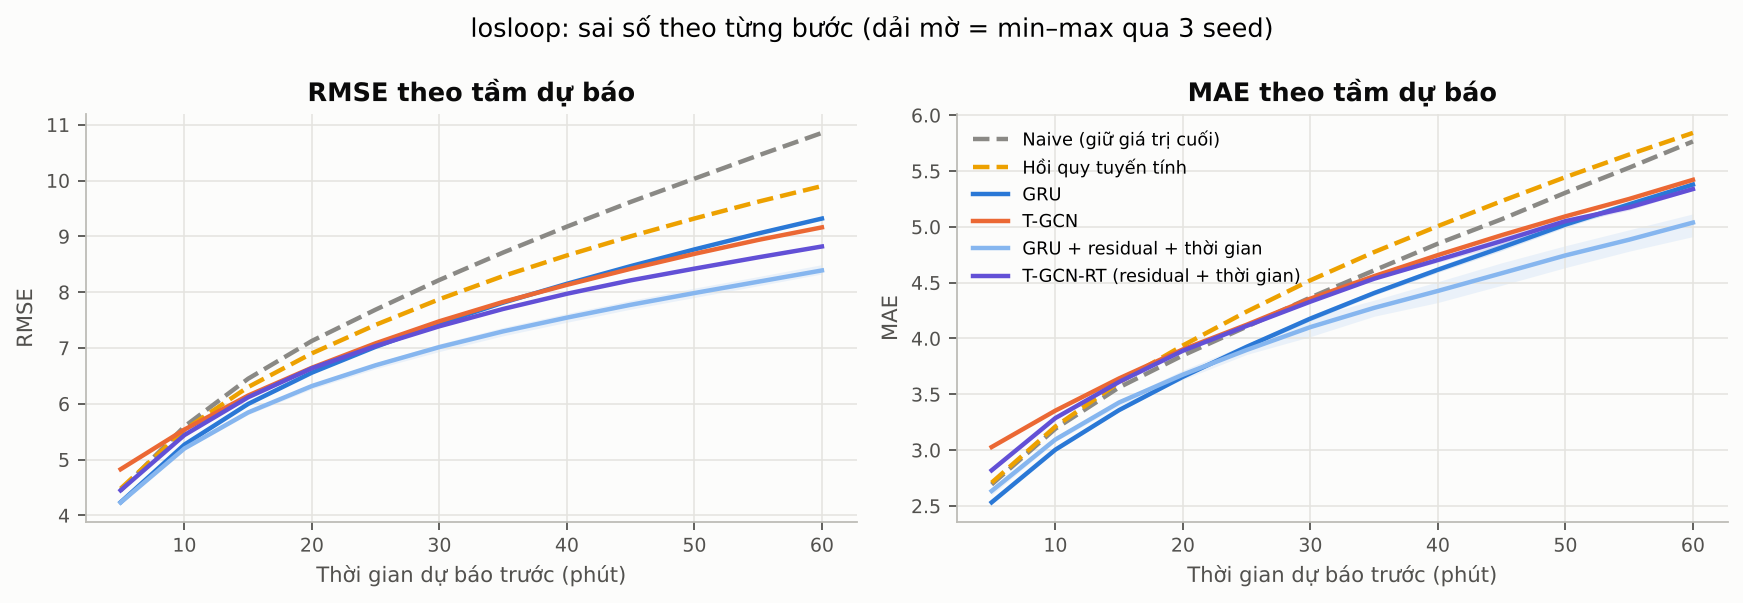 losloop: sai số theo từng bước (dải mờ = min–max qua 3 seed)
RMSE theo tầm dự báo
11
10
9
8
7
6
5
4
RMSE
10 20 30 40 50 60
Thời gian dự báo trước (phút)
MAE theo tầm dự báo
6.0
5.5
5.0
4.5
4.0
3.5
3.0
2.5
MAE
Naive (giữ giá trị cuối)
Hồi quy tuyến tính
GRU
T-GCN
GRU + residual + thời gian
T-GCN-RT (residual + thời gian)
10 20 30 40 50 60
Thời gian dự báo trước (phút)